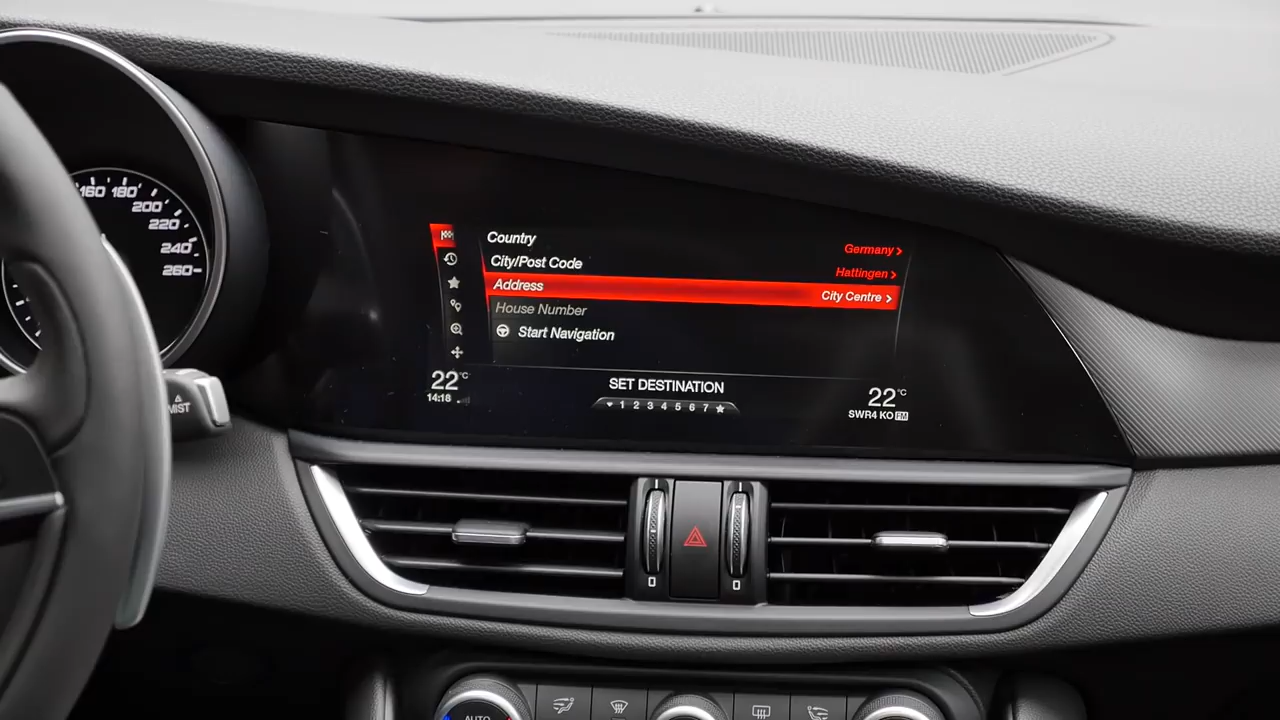 160 180
200
220
240
260
MIST
Country Germany
City/Post Code Hattingen
Address City Centre
House Number
Start Navigation
22°C
14:18
SET DESTINATION
1 2 3 4 5 6 7
22°C
SWR4 KO FM
AUTO